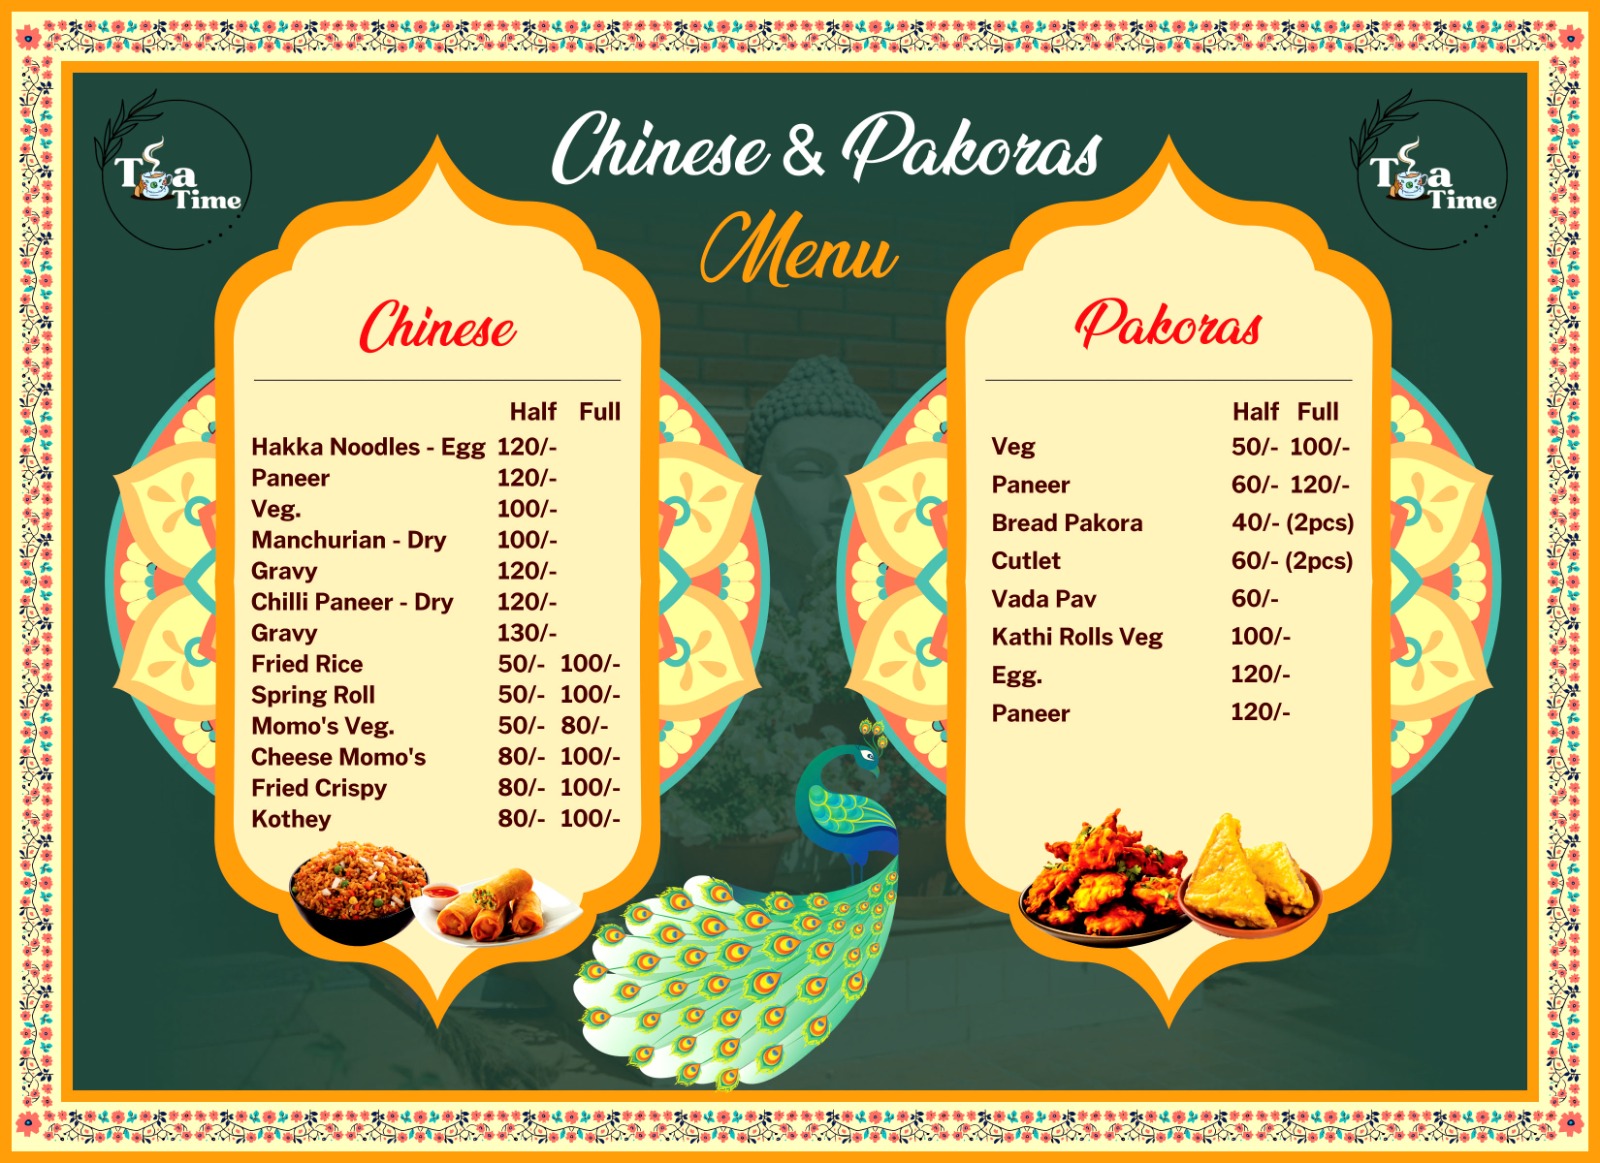 Tea
Time
Chinese & Pakoras
Menu
Tea
Time
Chinese
Half Full
Hakka Noodles - Egg 120/-
Paneer 120/-
Veg. 100/-
Manchurian - Dry 100/-
Gravy 120/-
Chilli Paneer - Dry 120/-
Gravy 130/-
Fried Rice 50/- 100/-
Spring Roll 50/- 100/-
Momo's Veg. 50/- 80/-
Cheese Momo's 80/- 100/-
Fried Crispy 80/- 100/-
Kothey 80/- 100/-
Pakoras
Half Full
Veg 50/- 100/-
Paneer 60/- 120/-
Bread Pakora 40/- (2pcs)
Cutlet 60/- (2pcs)
Vada Pav 60/-
Kathi Rolls Veg 100/-
Egg. 120/-
Paneer 120/-